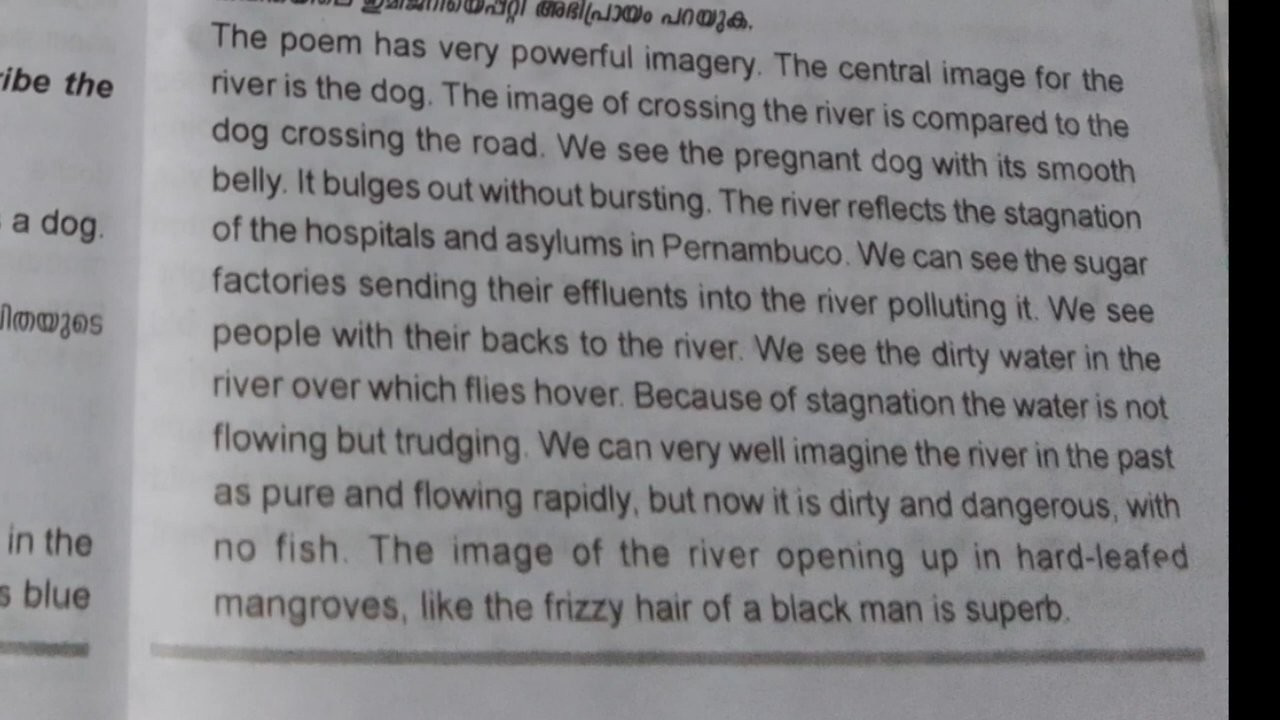 അഭിപ്രായം പറയുക.
The poem has very powerful imagery. The central image for the
river is the dog. The image of crossing the river is compared to the
dog crossing the road. We see the pregnant dog with its smooth
belly. It bulges out without bursting. The river reflects the stagnation
of the hospitals and asylums in Pernambuco. We can see the sugar
factories sending their effluents into the river polluting it. We see
people with their backs to the river. We see the dirty water in the
river over which flies hover. Because of stagnation the water is not
flowing but trudging. We can very well imagine the river in the past
as pure and flowing rapidly, but now it is dirty and dangerous, with
no fish. The image of the river opening up in hard-leafed
mangroves, like the frizzy hair of a black man is superb.
ibe the
a dog.
in the
s blue